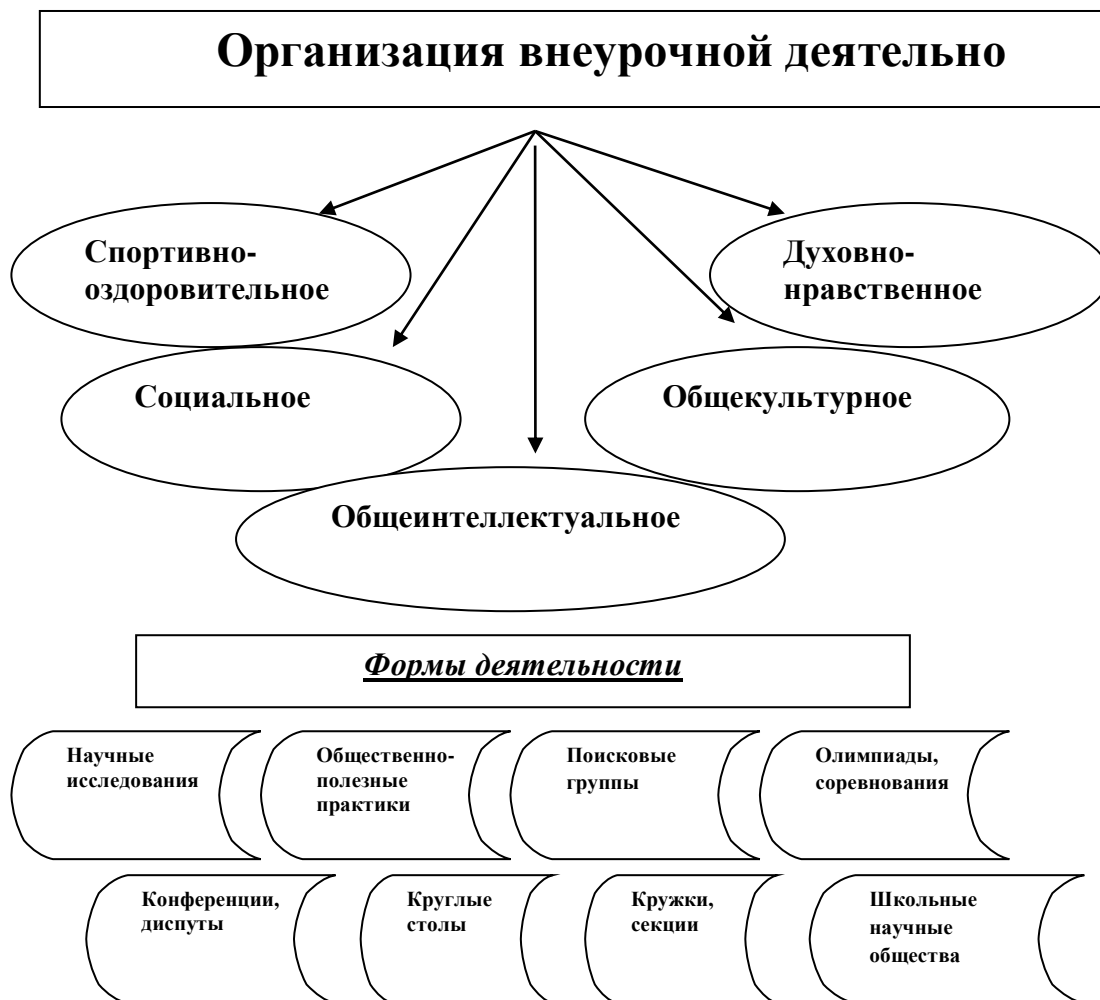 Организация внеурочной деятельно
Спортивно-
оздоровительное
Духовно-
нравственное
Социальное
Общекультурное
Общеинтеллектуальное
Формы деятельности
Научные
исследования
Общественно-
полезные
практики
Поисковые
группы
Олимпиады,
соревнования
Конференции,
диспуты
Круглые
столы
Кружки,
секции
Школьные
научные
общества